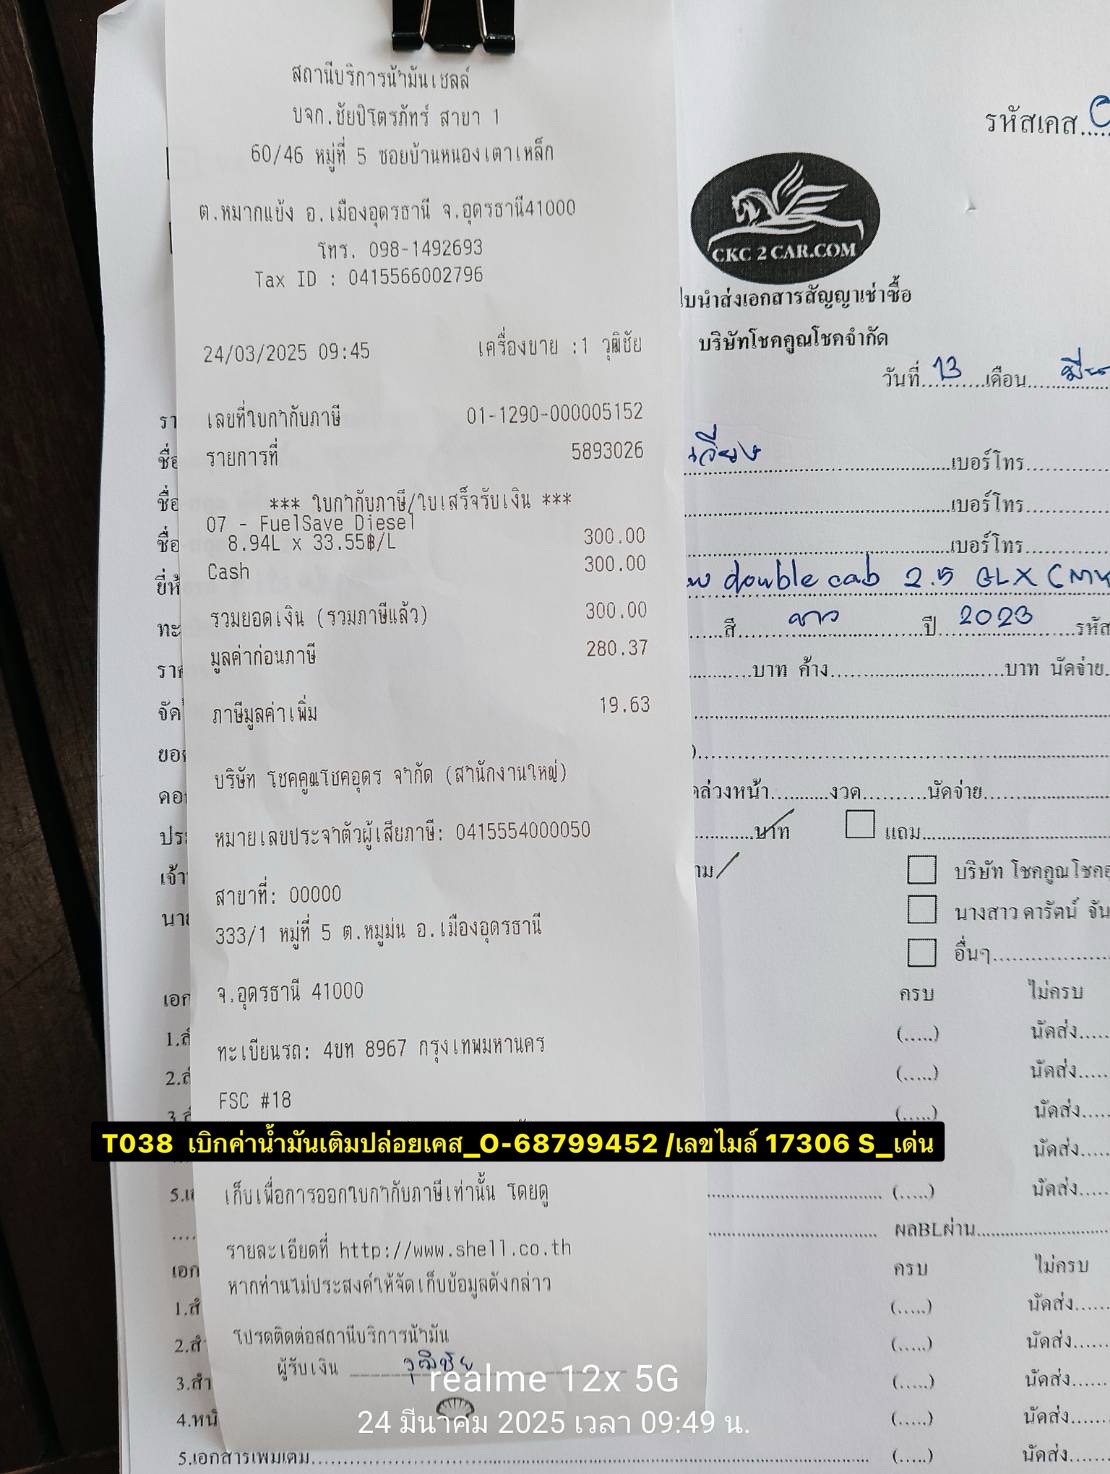 สถานีบริการน้ำมันเชลล์
บจก.ชัยปิโตรภัทร์ สาขา 1
60/46 หมู่ที่ 5 ซอยบ้านหนองเตาเหล็ก
ต.หมากแข้ง อ.เมืองอุดรธานี จ.อุดรธานี41000
โทร. 098-1492693
Tax ID : 0415566002796
24/03/2025 09:45 เครื่องขาย :1 วุฒิชัย
เลขที่ใบกำกับภาษี 01-1290-000005152
รายการที่ 5893026
*** ใบกำกับภาษี/ใบเสร็จรับเงิน ***
07 - FuelSave Diesel
8.94L x 33.55฿/L 300.00
Cash 300.00
รวมยอดเงิน (รวมภาษีแล้ว) 300.00
มูลค่าก่อนภาษี 280.37
ภาษีมูลค่าเพิ่ม 19.63
บริษัท โชคคูณโชคอุดร จำกัด (สำนักงานใหญ่)
หมายเลขประจำตัวผู้เสียภาษี: 0415554000050
สาขาที่: 00000
333/1 หมู่ที่ 5 ต.หมูม่น อ.เมืองอุดรธานี
จ.อุดรธานี 41000
ทะเบียนรถ: 4ขท 8967 กรุงเทพมหานคร
FSC #18
T038 เบิกค่าน้ำมันเติมปล่อยเคส_O-68799452 /เลขไมล์ 17306 S_เด่น
เก็บเพื่อการออกใบกำกับภาษีเท่านั้น โดยดู
รายละเอียดที่ http://www.shell.co.th
หากท่านไม่ประสงค์ให้จัดเก็บข้อมูลดังกล่าว
โปรดติดต่อสถานีบริการน้ำมัน
ผู้รับเงิน วุฒิชัย
realme 12x 5G
24 มีนาคม 2025 เวลา 09:49 น.
รหัสเคส.....
CKC 2 CAR.COM
ใบนำส่งเอกสารสัญญาเช่าซื้อ
บริษัทโชคคูณโชคจำกัด
วันที่ 13 เดือน
เบอร์โทร
เบอร์โทร
เบอร์โทร
double cab 2.5 GLX
สี ขาว ปี 2023 รหัส
บาท ค้าง บาท นัดจ่าย
ล่วงหน้า งวด นัดจ่าย
บาท แถม
บริษัท
นางสาว ดารัตน์
อื่นๆ
ครบ ไม่ครบ
(.....) นัดส่ง
(.....) นัดส่ง
(.....) นัดส่ง
นัดส่ง
(.....) นัดส่ง
ผลBLผ่าน
ครบ ไม่ครบ
(.....) นัดส่ง
(.....) นัดส่ง
(.....) นัดส่ง
(.....) นัดส่ง
5.เอกสารเพิ่มเติม (.....) นัดส่ง